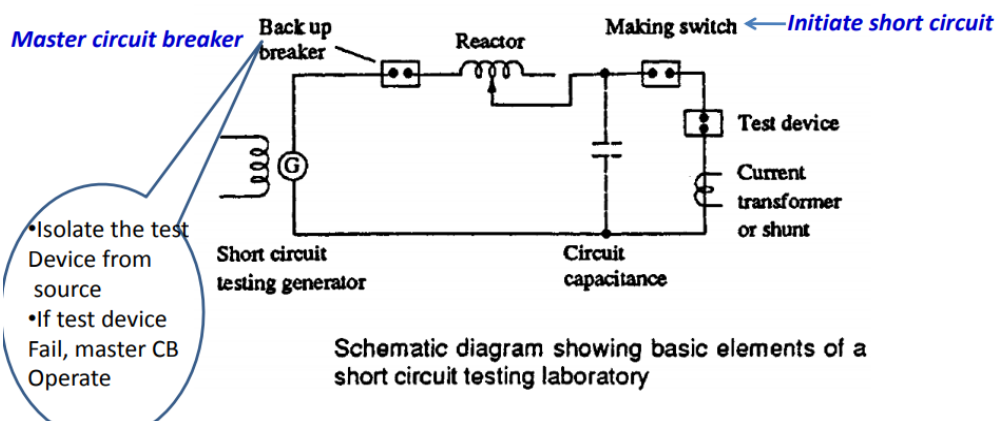 Master circuit breaker
Back up
breaker
Reactor
Making switch
Initiate short circuit
Test device
Current
transformer
or shunt
G
•Isolate the test
Device from
source
•If test device
Fail, master CB
Operate
Short circuit
testing generator
Circuit
capacitance
Schematic diagram showing basic elements of a
short circuit testing laboratory